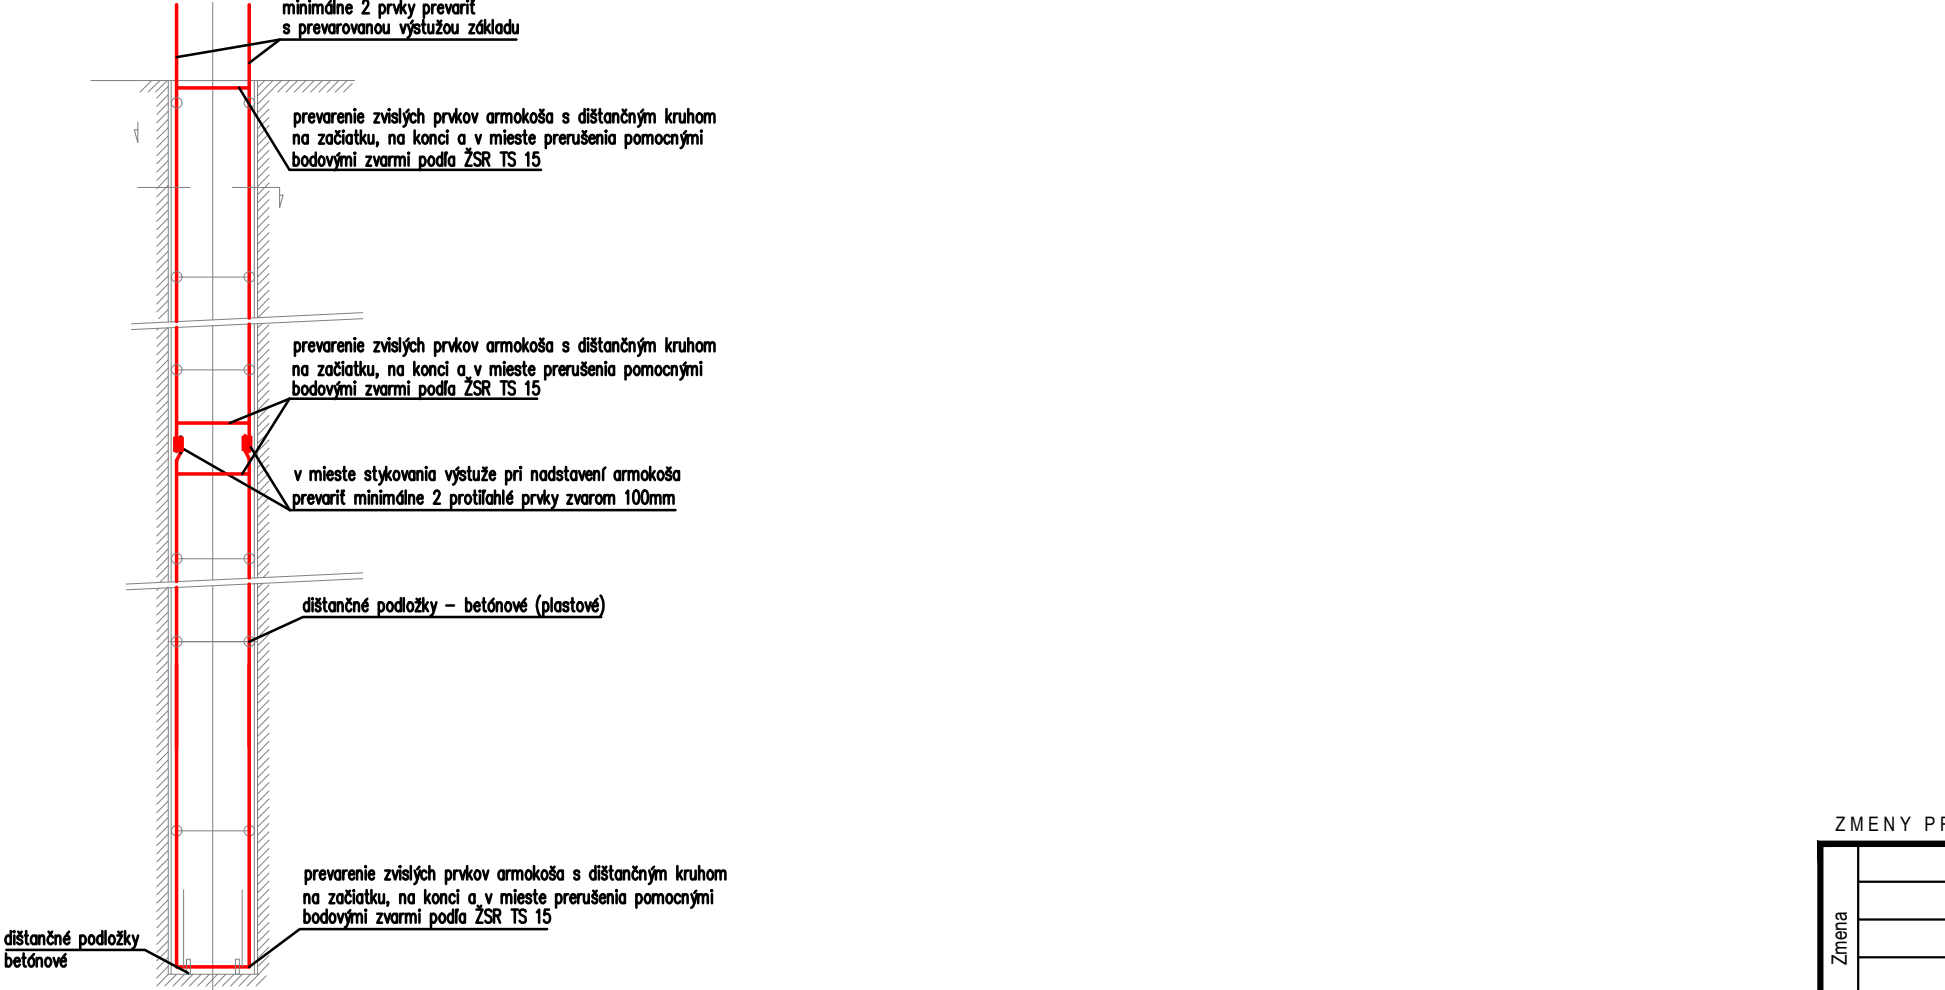 minimálne 2 prvky prevariť
s prevarovanou výstužou základu
prevarenie zvislých prvkov armokoša s dištančným kruhom
na začiatku, na konci a v mieste prerušenia pomocnými
bodovými zvarmi podľa ŽSR TS 15
prevarenie zvislých prvkov armokoša s dištančným kruhom
na začiatku, na konci a v mieste prerušenia pomocnými
bodovými zvarmi podľa ŽSR TS 15
v mieste stykovania výstuže pri nadstavení armokoša
prevariť minimálne 2 protiľahlé prvky zvarom 100mm
dištančné podložky – betónové (plastové)
prevarenie zvislých prvkov armokoša s dištančným kruhom
na začiatku, na konci a v mieste prerušenia pomocnými
bodovými zvarmi podľa ŽSR TS 15
dištančné podložky
betónové
ZMENY
Zmena